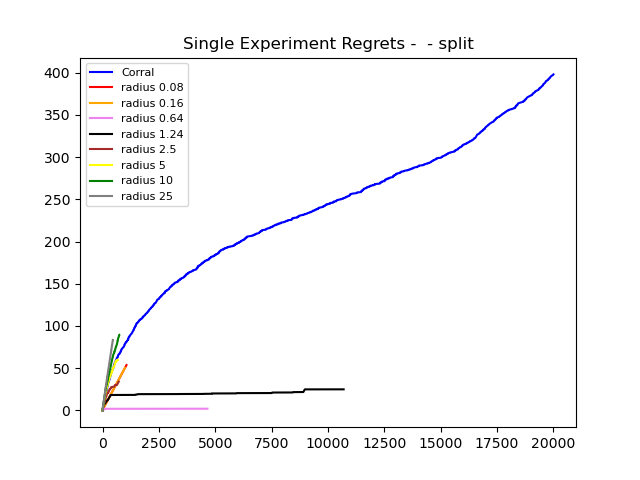 Single Experiment Regrets -  - split
Corral
radius 0.08
radius 0.16
radius 0.64
radius 1.24
radius 2.5
radius 5
radius 10
radius 25
400
350
300
250
200
150
100
50
0
0 2500 5000 7500 10000 12500 15000 17500 20000